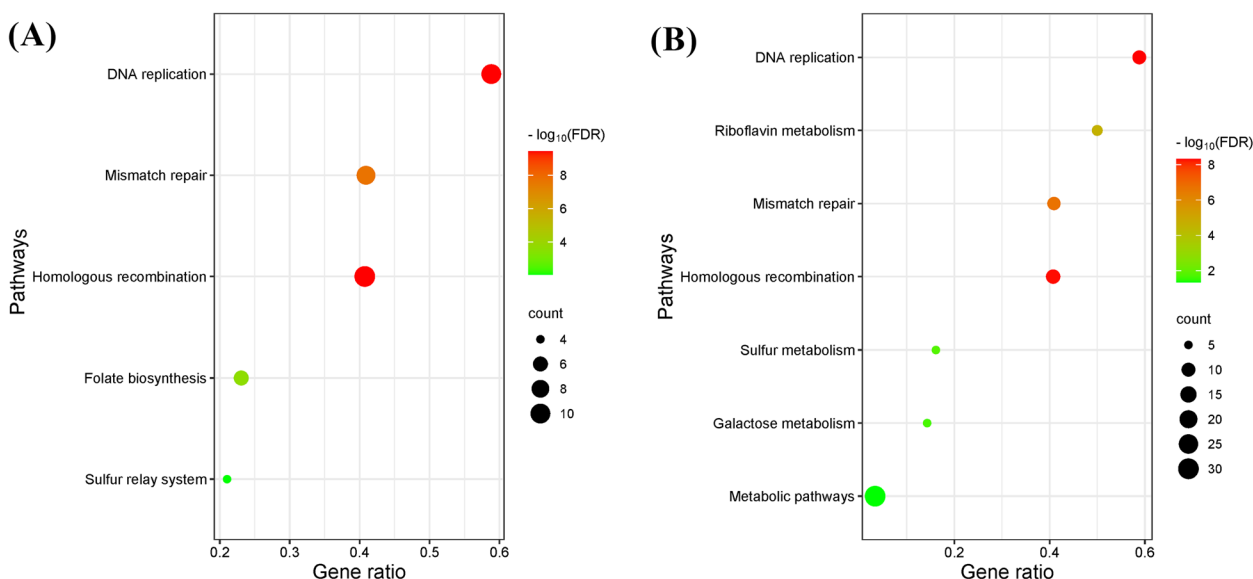 (A)
DNA replication
Mismatch repair
Homologous recombination
Folate biosynthesis
Sulfur relay system
Pathways
0.2 0.3 0.4 0.5 0.6
Gene ratio
- log10(FDR)
8
6
4
count
4
6
8
10
(B)
DNA replication
Riboflavin metabolism
Mismatch repair
Homologous recombination
Sulfur metabolism
Galactose metabolism
Metabolic pathways
Pathways
0.2 0.4 0.6
Gene ratio
- log10(FDR)
8
6
4
2
count
5
10
15
20
25
30